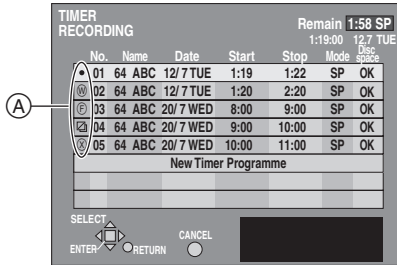 TIMER
RECORDING
Remain 1:58 SP
1:19:00 12.7 TUE
No. Name Date Start Stop Mode Disc space
01 64 ABC 12/ 7 TUE 1:19 1:22 SP OK
W 02 64 ABC 12/ 7 TUE 1:20 2:20 SP OK
F 03 64 ABC 20/ 7 WED 8:00 9:00 SP OK
04 64 ABC 20/ 7 WED 9:00 10:00 SP OK
X 05 64 ABC 20/ 7 WED 10:00 11:00 SP OK
A
New Timer Programme
SELECT
ENTER RETURN CANCEL